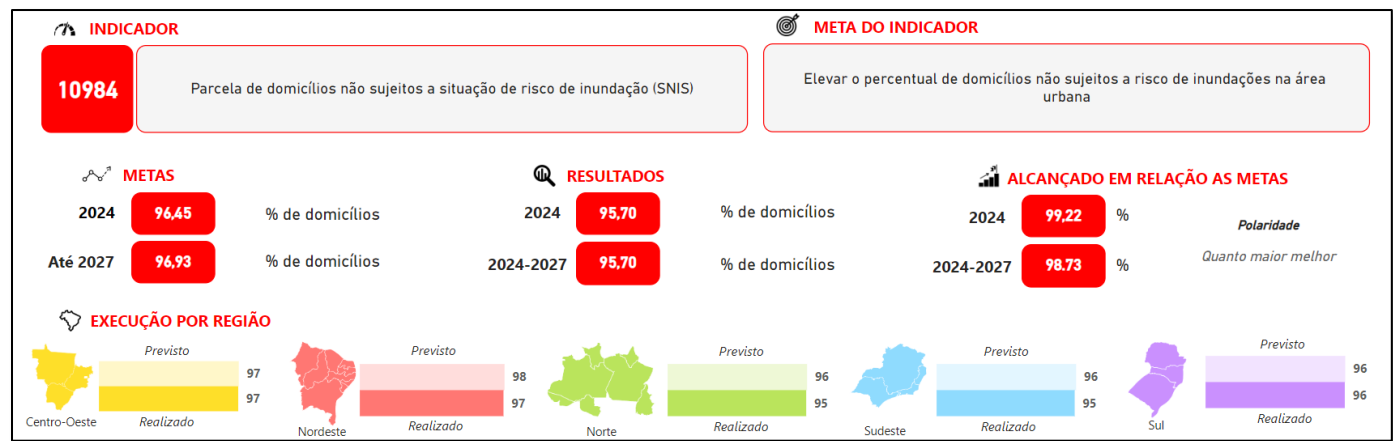 INDICADOR
10984
Parcela de domicílios não sujeitos a situação de risco de inundação (SNIS)
META DO INDICADOR
Elevar o percentual de domicílios não sujeitos a risco de inundações na área
urbana
METAS
2024 96,45 % de domicílios
Até 2027 96,93 % de domicílios
RESULTADOS
2024 95,70 % de domicílios
2024-2027 95,70 % de domicílios
ALCANÇADO EM RELAÇÃO AS METAS
2024 99,22 %
2024-2027 98.73 %
Polaridade
Quanto maior melhor
EXECUÇÃO POR REGIÃO
Previsto
97
97
Realizado
Centro-Oeste
Previsto
98
97
Realizado
Nordeste
Previsto
96
95
Realizado
Norte
Previsto
96
95
Realizado
Sudeste
Previsto
96
96
Realizado
Sul